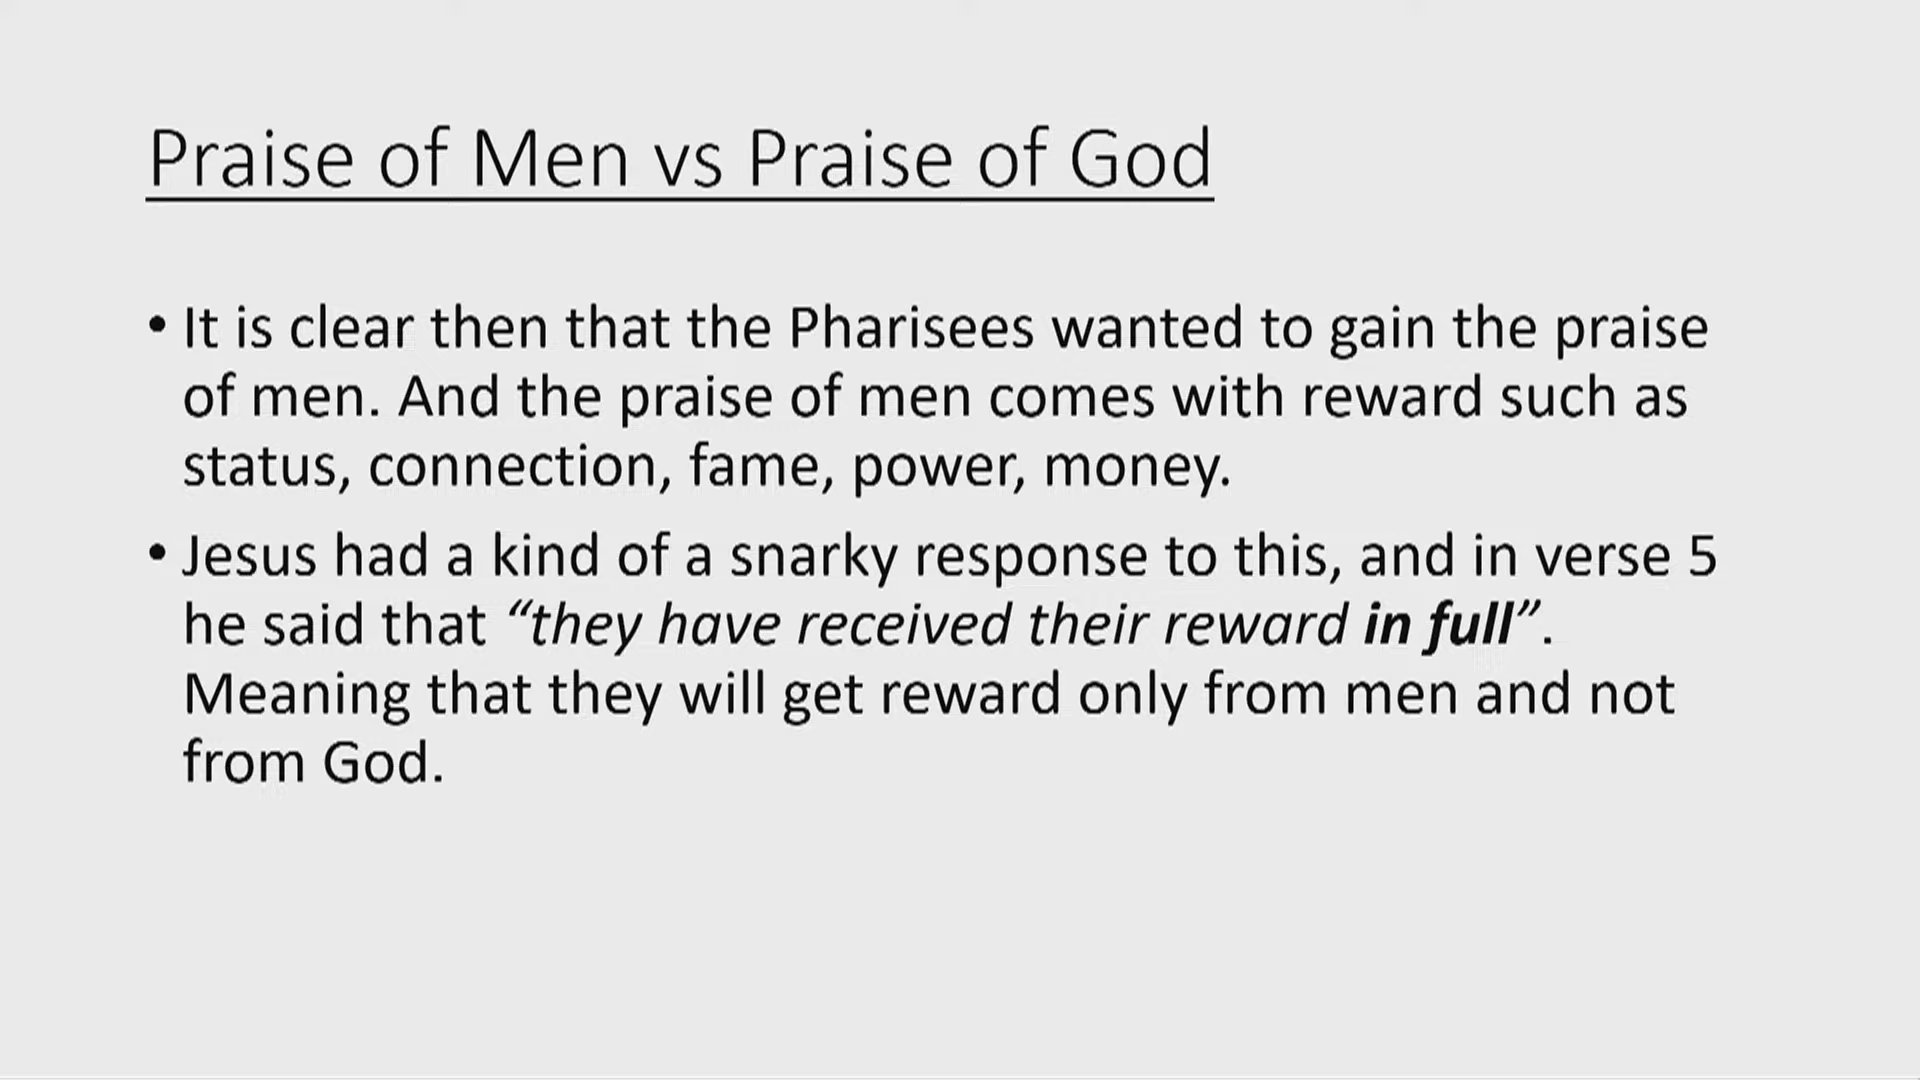 Praise of Men vs Praise of God
• It is clear then that the Pharisees wanted to gain the praise
of men. And the praise of men comes with reward such as
status, connection, fame, power, money.
• Jesus had a kind of a snarky response to this, and in verse 5
he said that “they have received their reward in full”.
Meaning that they will get reward only from men and not
from God.